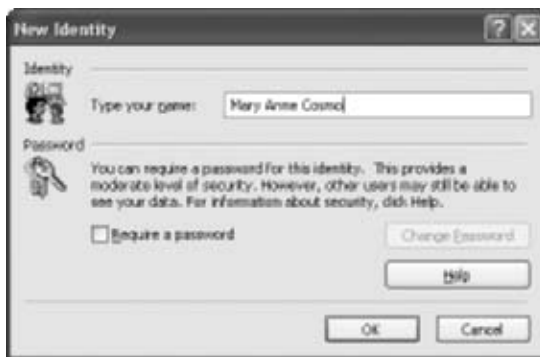 New Identity
Identity
Type your name: Mary Anne Cosmo
Password
You can require a password for this identity. This provides a
moderate level of security. However, other users may still be able to
see your data. For information about security, click Help.
Require a password Change Password
Help
OK Cancel